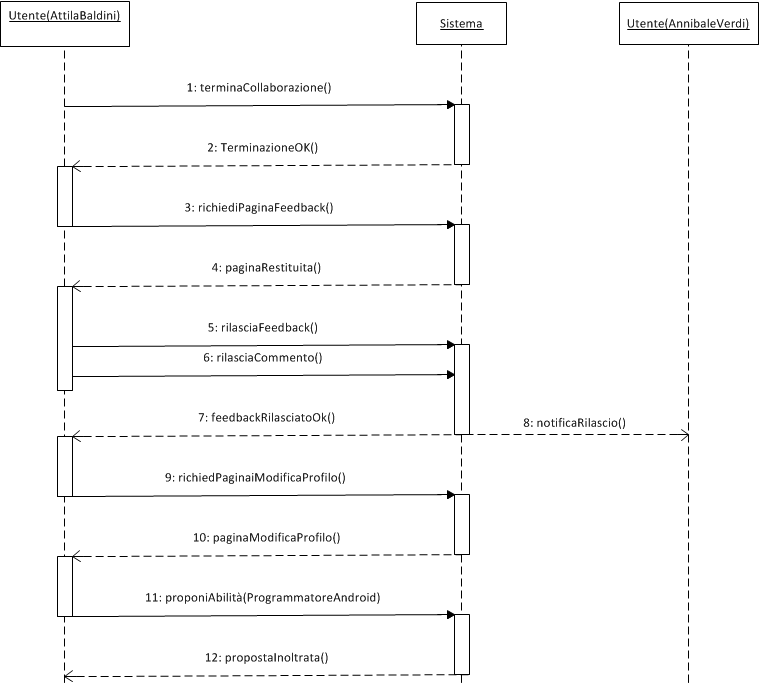 Utente(AttilaBaldini)
Sistema
Utente(AnnibaleVerdi)
1: terminaCollaborazione()
2: TerminazioneOK()
3: richiediPaginaFeedback()
4: paginaRestituita()
5: rilasciaFeedback()
6: rilasciaCommento()
7: feedbackRilasciatoOk()
8: notificaRilascio()
9: richiedPaginaiModificaProfilo()
10: paginaModificaProfilo()
11: proponiAbilità(ProgrammatoreAndroid)
12: propostaInoltrata()